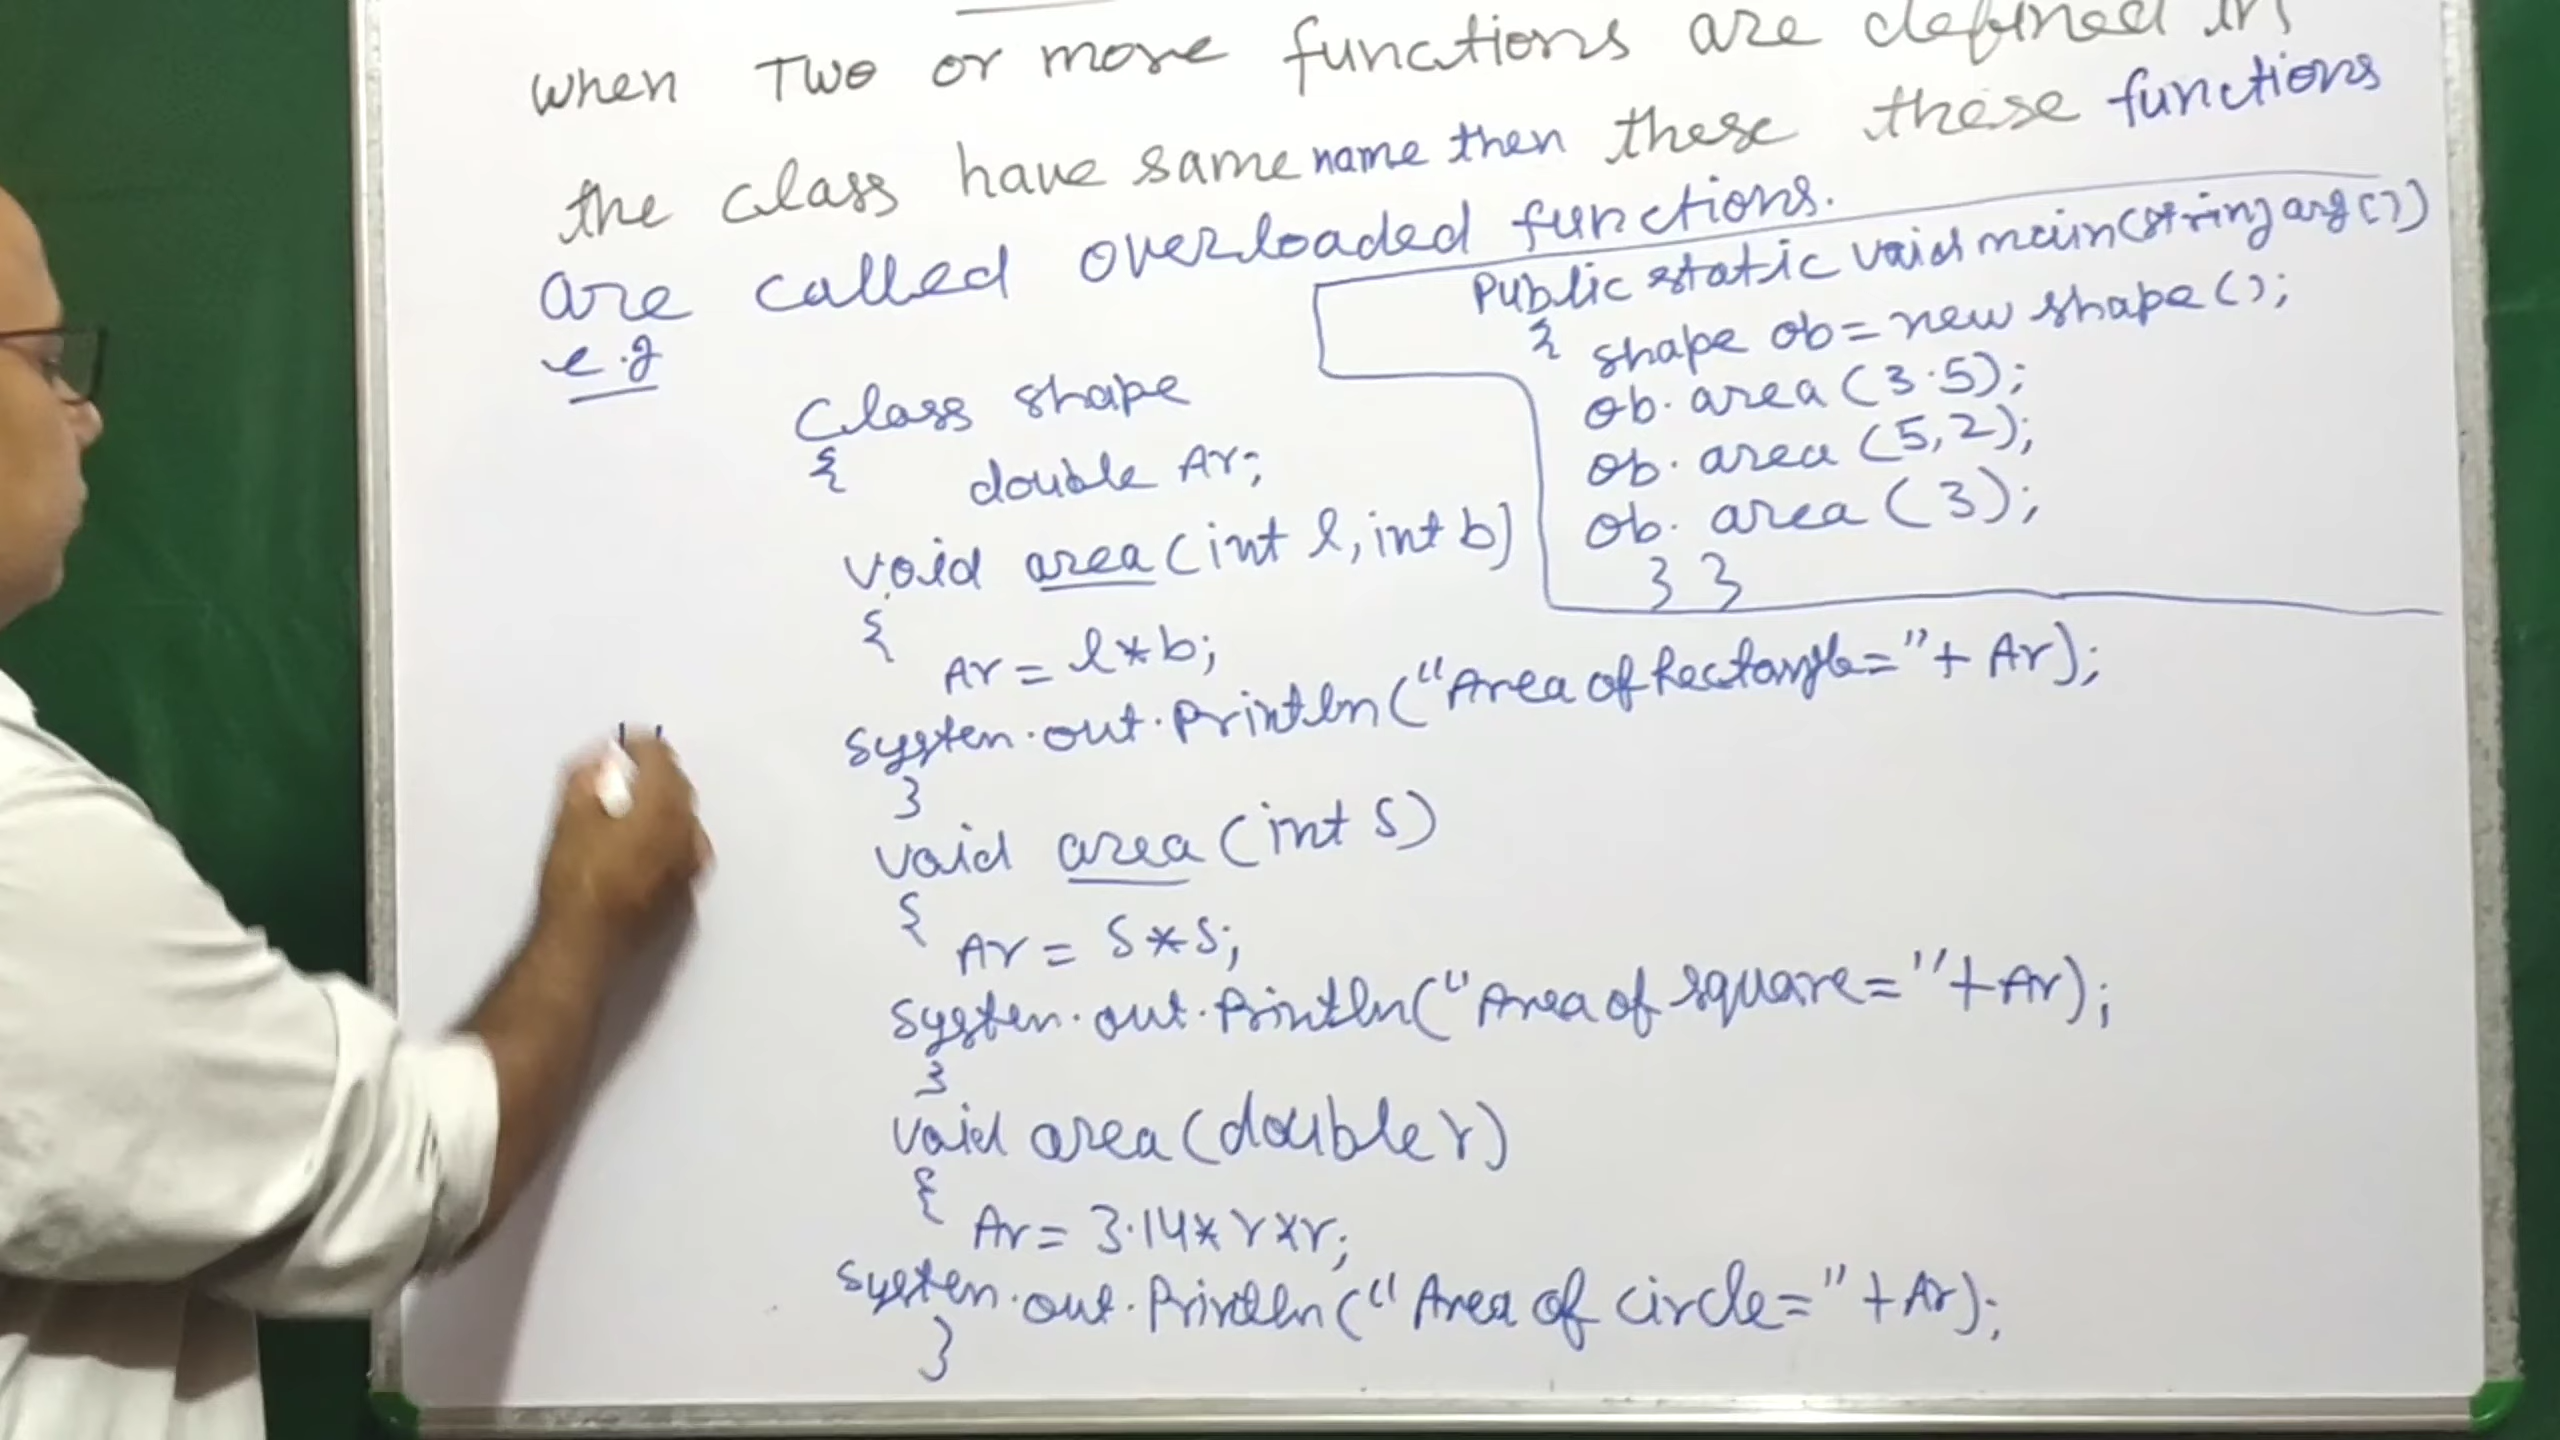 when Two or more functions are defined in
the class have same name then these these functions
are called overloaded functions.
e.g
Class shape
{ double Ar;
void area (int l, int b)
{
Ar = l*b;
System.out.Println("Area of Rectangle="+ Ar);
}
void area (int S)
{
Ar = S*S;
System.out.Println("Area of square="+Ar);
}
void area (double r)
{
Ar = 3.14*r*r;
System.out.Println("Area of circle="+Ar);
}
Public static void main(string arg[])
{ shape ob = new shape();
ob. area (3.5);
ob. area (5,2);
ob. area (3);
} }